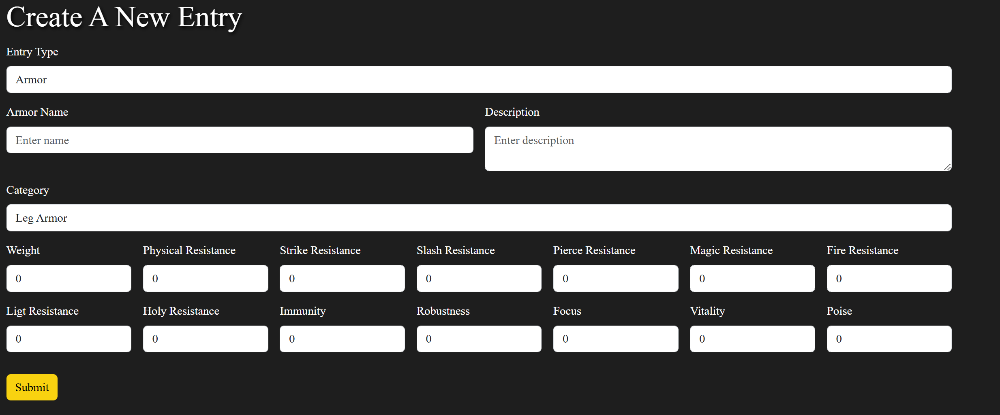 Create A New Entry
Entry Type
Armor
Armor Name Description
Enter name Enter description
Category
Leg Armor
Weight Physical Resistance Strike Resistance Slash Resistance Pierce Resistance Magic Resistance Fire Resistance
0 0 0 0 0 0 0
Ligt Resistance Holy Resistance Immunity Robustness Focus Vitality Poise
0 0 0 0 0 0 0
Submit